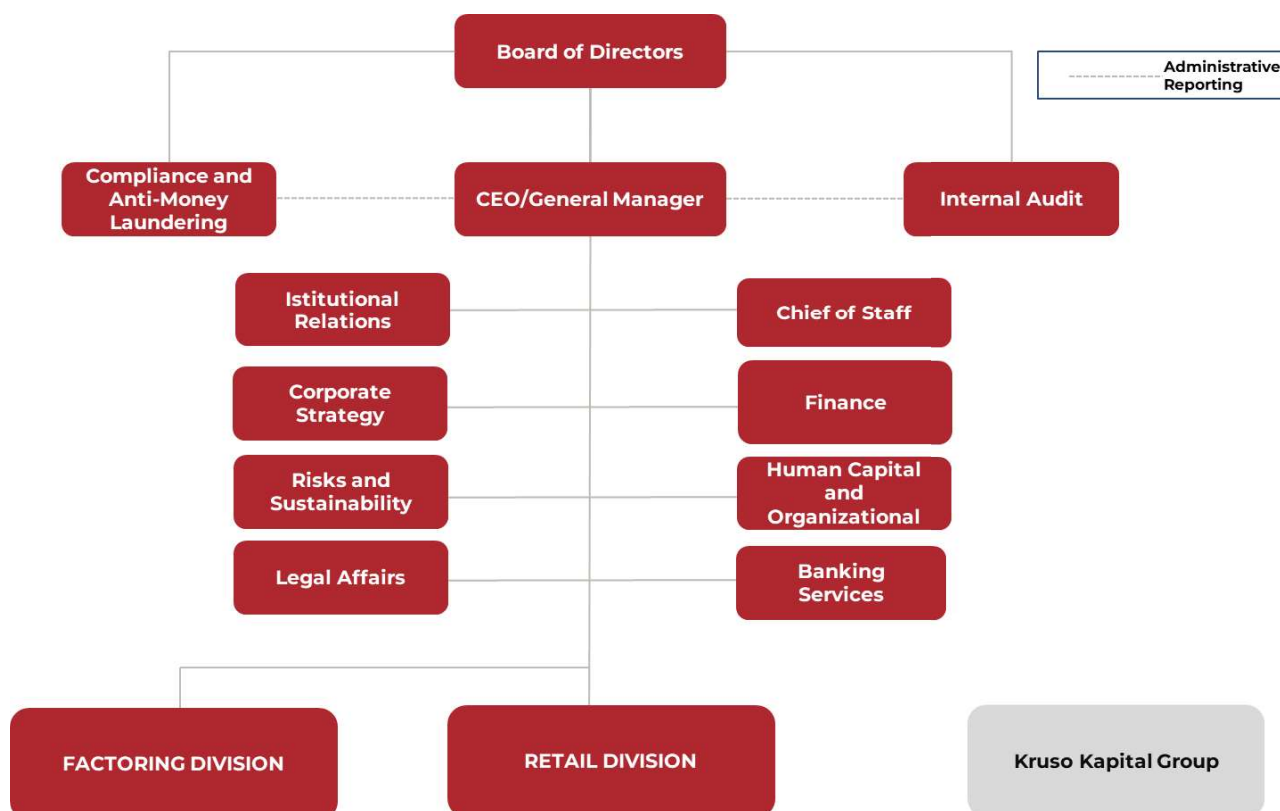 Board of Directors
Administrative
Reporting
Compliance and
Anti-Money
Laundering
CEO/General Manager
Internal Audit
Istitutional
Relations
Chief of Staff
Corporate
Strategy
Finance
Risks and
Sustainability
Human Capital
and
Organizational
Legal Affairs
Banking
Services
FACTORING DIVISION
RETAIL DIVISION
Kruso Kapital Group